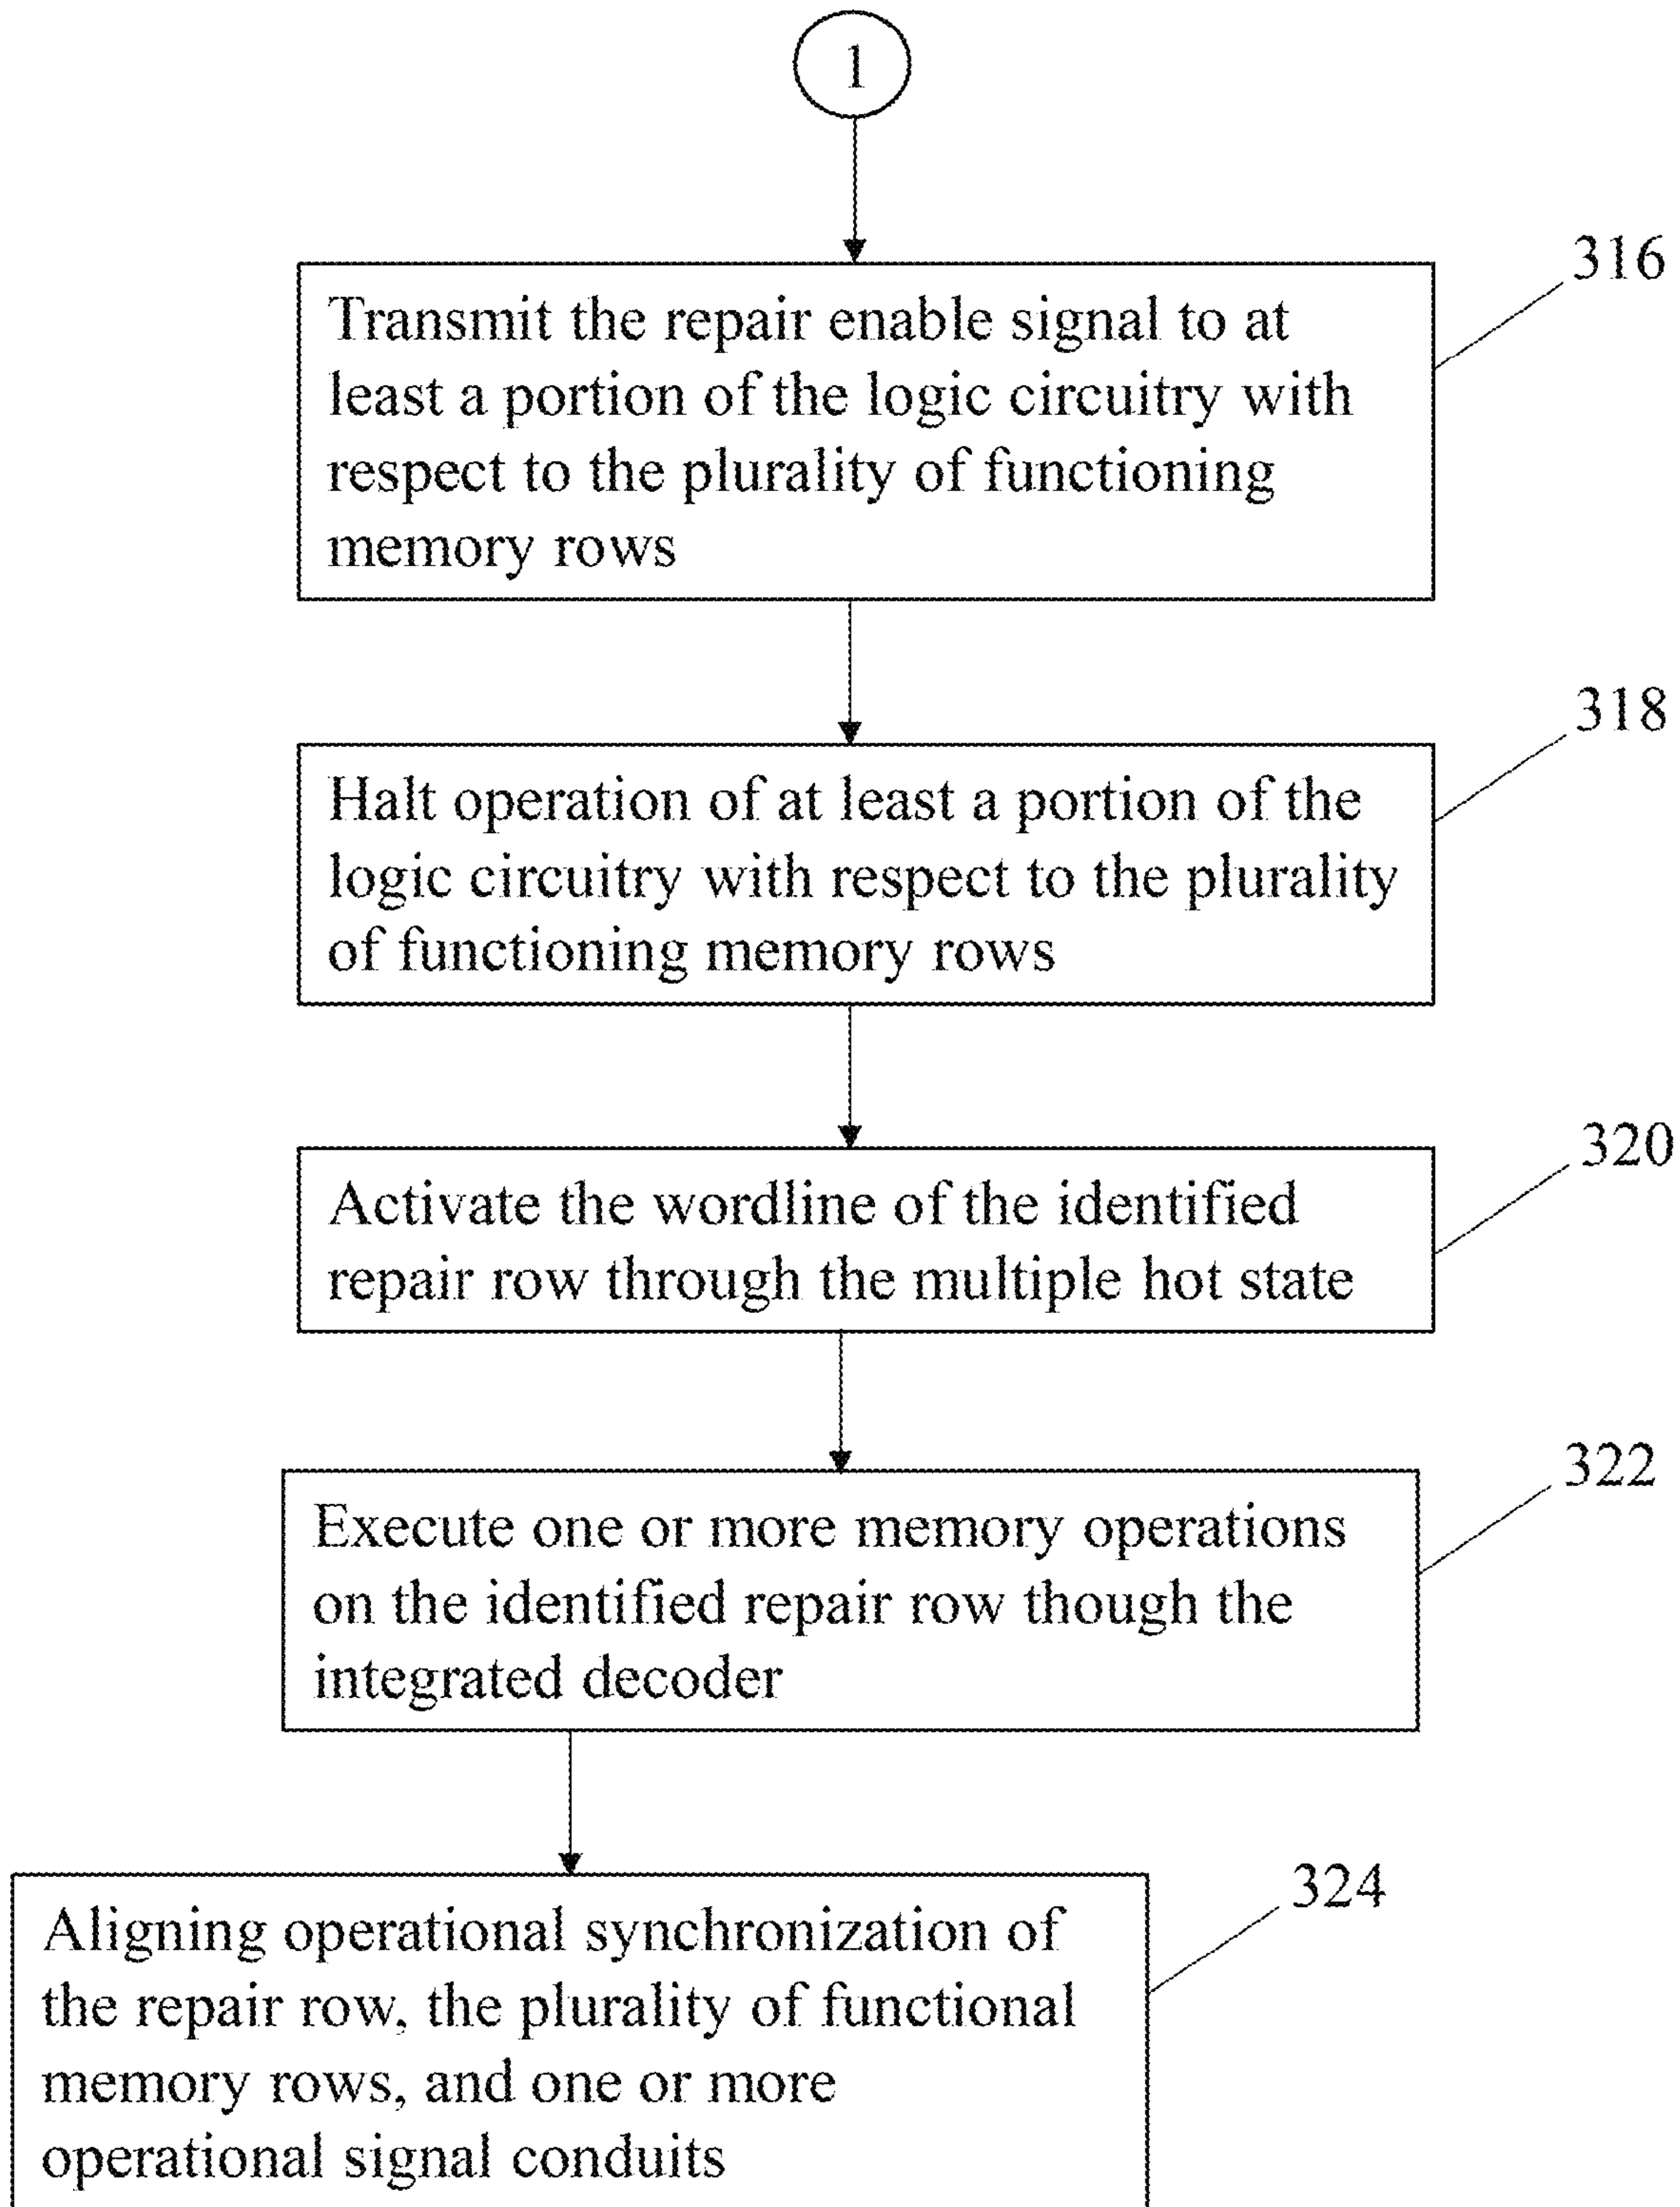 1
316
Transmit the repair enable signal to at
least a portion of the logic circuitry with
respect to the plurality of functioning
memory rows
318
Halt operation of at least a portion of the
logic circuitry with respect to the plurality
of functioning memory rows
320
Activate the wordline of the identified
repair row through the multiple hot state
322
Execute one or more memory operations
on the identified repair row though the
integrated decoder
324
Aligning operational synchronization of
the repair row, the plurality of functional
memory rows, and one or more
operational signal conduits